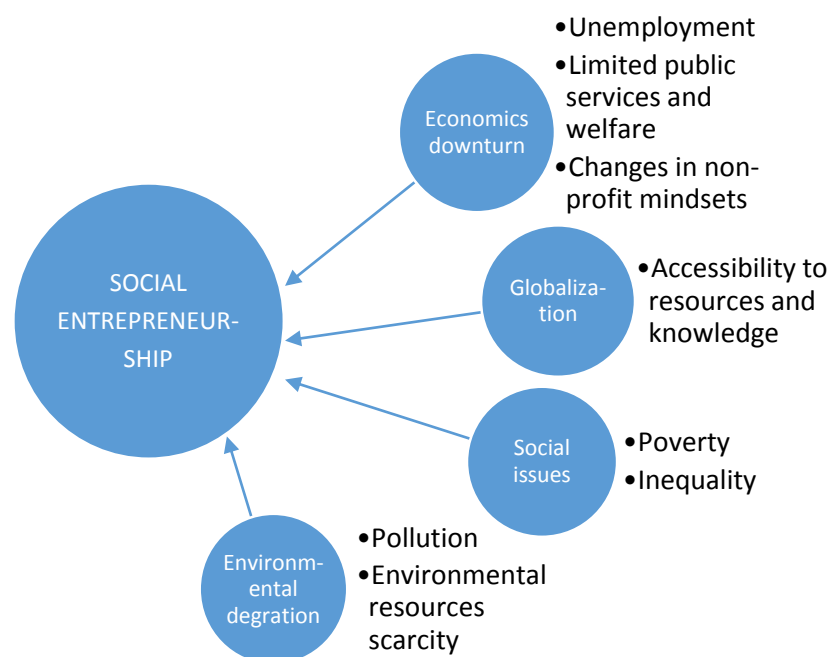 •Unemployment
•Limited public
services and
welfare
•Changes in non-
profit mindsets
Economics
downturn
SOCIAL
ENTREPRENEUR-
SHIP
Globaliza-
tion
•Accessibility to
resources and
knowledge
Social
issues
•Poverty
•Inequality
Environm-
ental
degration
•Pollution
•Environmental
resources
scarcity